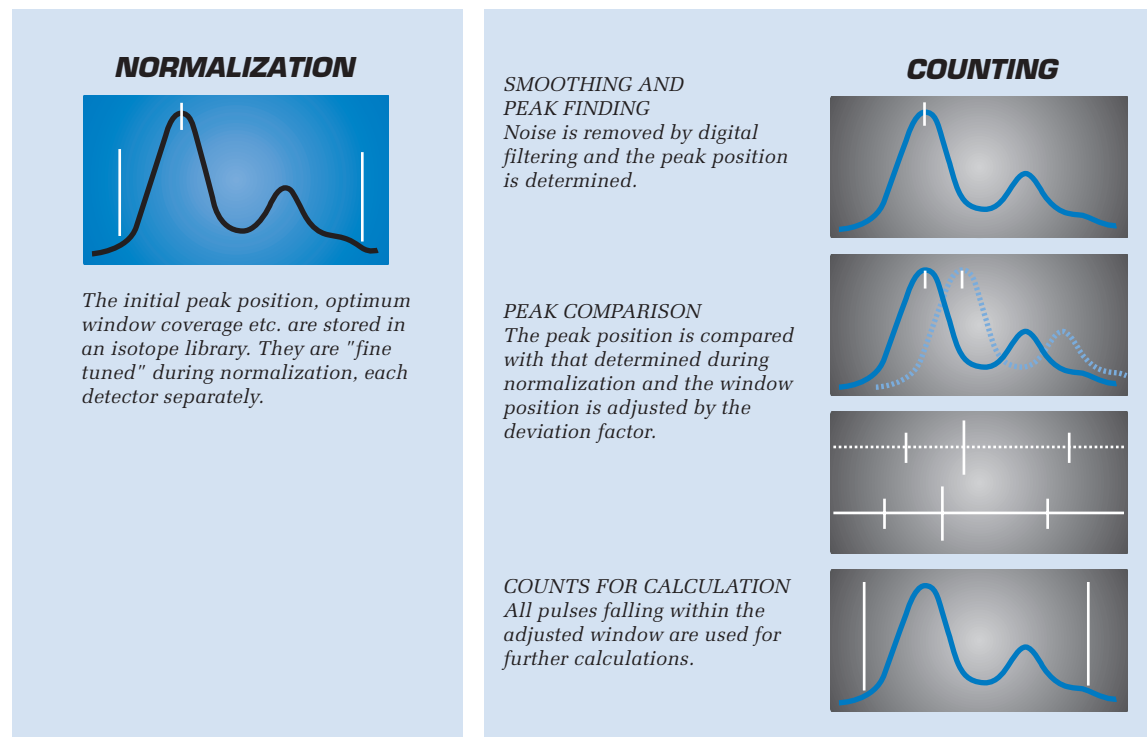 NORMALIZATION
The initial peak position, optimum
window coverage etc. are stored in
an isotope library. They are "fine
tuned" during normalization, each
detector separately.
COUNTING
SMOOTHING AND
PEAK FINDING
Noise is removed by digital
filtering and the peak position
is determined.
PEAK COMPARISON
The peak position is compared
with that determined during
normalization and the window
position is adjusted by the
deviation factor.
COUNTS FOR CALCULATION
All pulses falling within the
adjusted window are used for
further calculations.